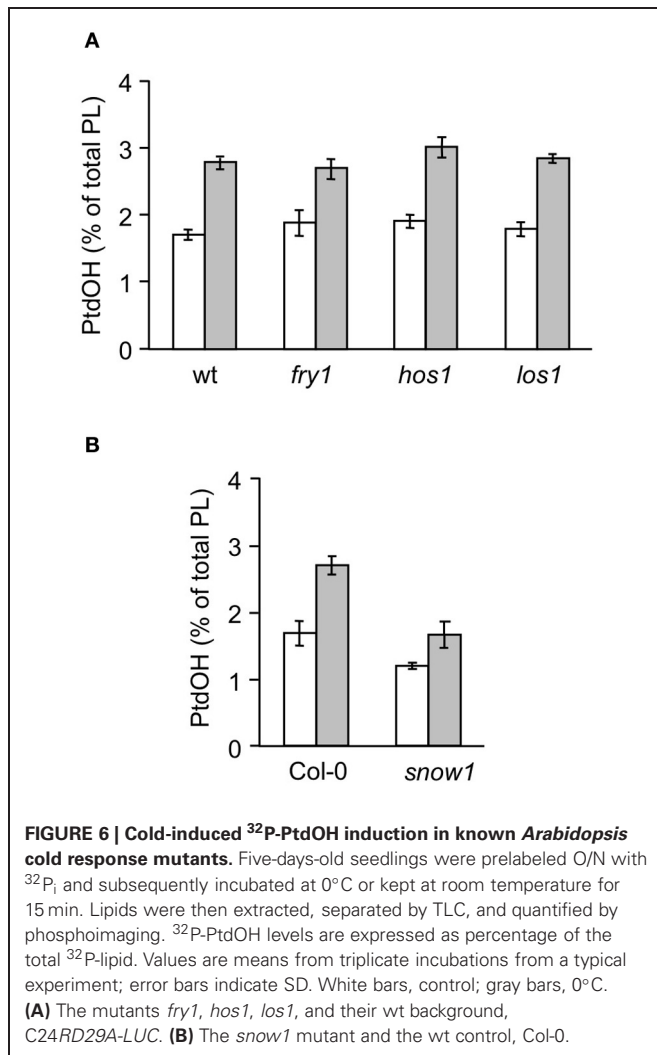 A
PtdOH (% of total PL)
4
3
2
1
0
wt fry1 hos1 los1
B
PtdOH (% of total PL)
4
3
2
1
0
Col-0 snow1
FIGURE 6 | Cold-induced ³²P-PtdOH induction in known Arabidopsis
cold response mutants. Five-days-old seedlings were prelabeled O/N with
³²Pᵢ and subsequently incubated at 0°C or kept at room temperature for
15 min. Lipids were then extracted, separated by TLC, and quantified by
phosphoimaging. ³²P-PtdOH levels are expressed as percentage of the
total ³²P-lipid. Values are means from triplicate incubations from a typical
experiment; error bars indicate SD. White bars, control; gray bars, 0°C.
(A) The mutants fry1, hos1, los1, and their wt background,
C24RD29A-LUC. (B) The snow1 mutant and the wt control, Col-0.